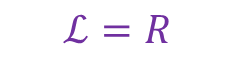 ℒ = R